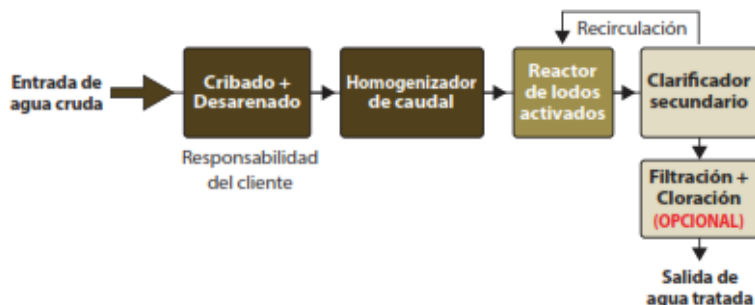 Recirculación
Entrada de
agua cruda
Cribado +
Desarenado
Homogenizador
de caudal
Reactor
de lodos
activados
Clarificador
secundario
Responsabilidad
del cliente
Filtración +
Cloración
(OPCIONAL)
Salida de
agua tratada